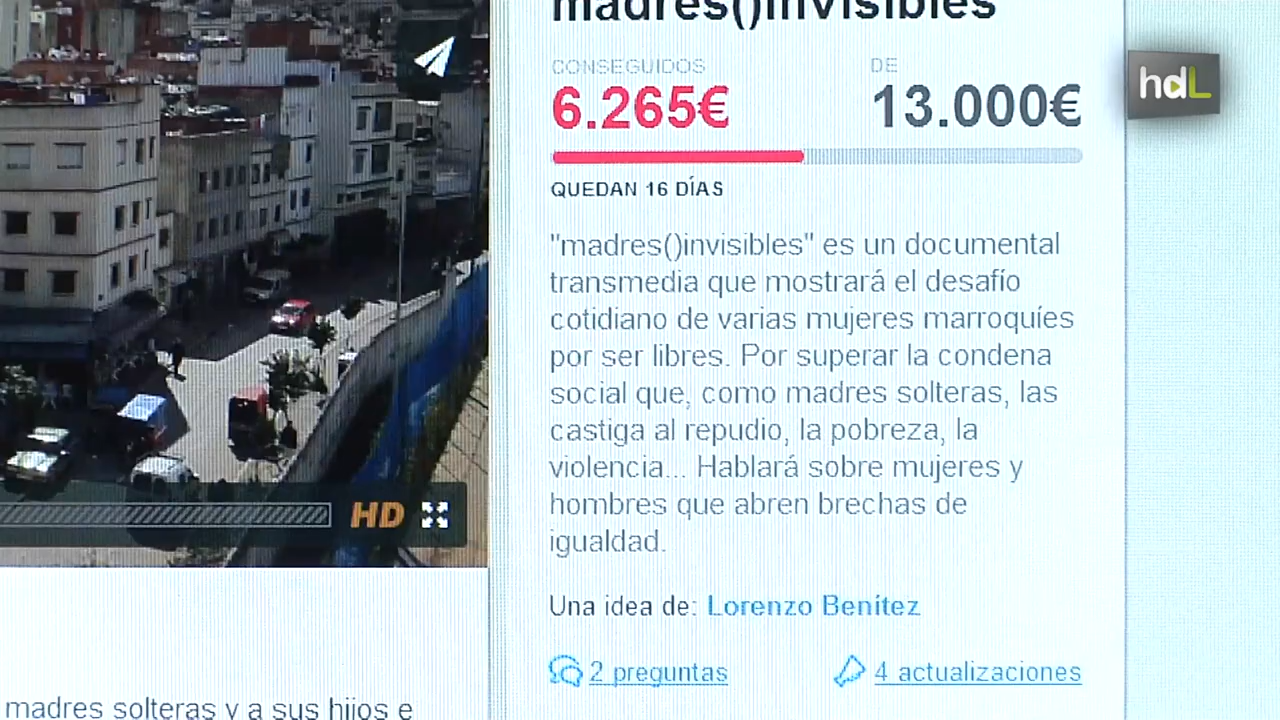 madres()invisibles
CONSEGUIDOS DE
6.265€ 13.000€
QUEDAN 16 DÍAS
"madres()invisibles" es un documental
transmedia que mostrará el desafío
cotidiano de varias mujeres marroquíes
por ser libres. Por superar la condena
social que, como madres solteras, las
castiga al repudio, la pobreza, la
violencia... Hablará sobre mujeres y
hombres que abren brechas de
igualdad.
Una idea de: Lorenzo Benítez
2 preguntas 4 actualizaciones
madres solteras y a sus hijos e
HD
hdL